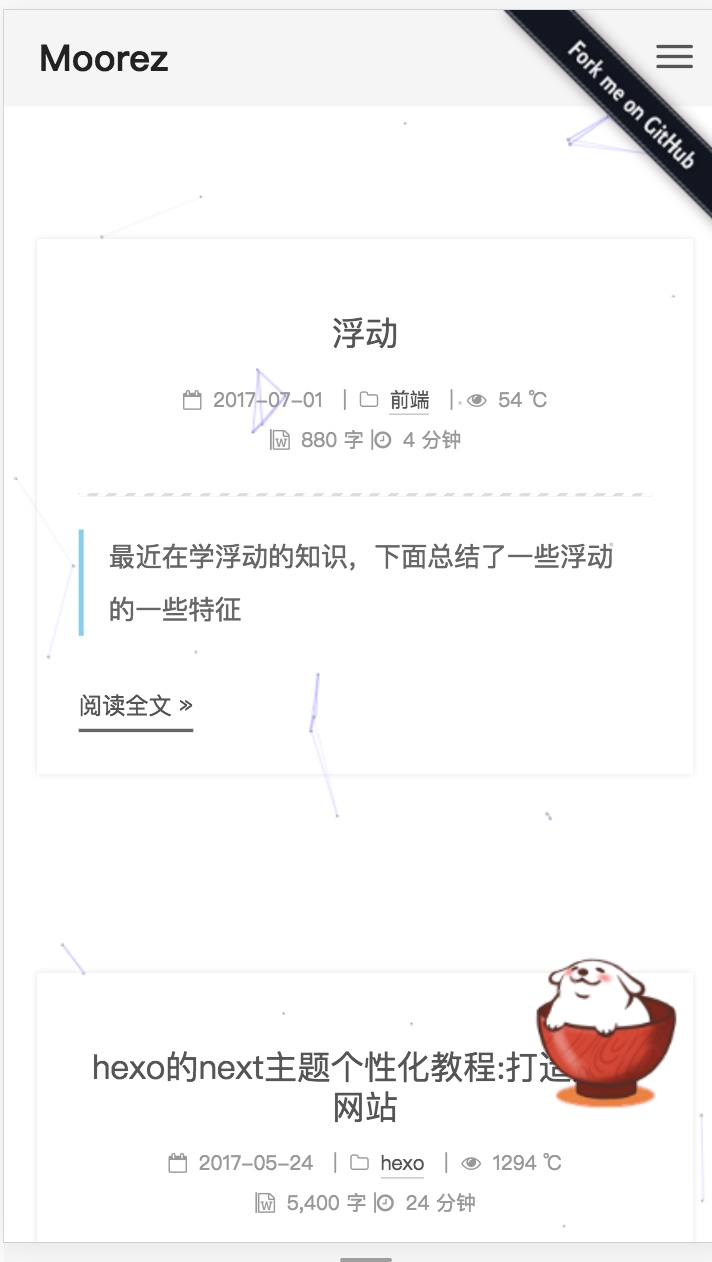 Moorez
Fork me on GitHub
浮动
2017-07-01 | 前端 | 54 ℃
880 字 | 4 分钟
最近在学浮动的知识，下面总结了一些浮动
的一些特征
阅读全文 »
hexo的next主题个性化教程:打造
网站
2017-05-24 | hexo | 1294 ℃
5,400 字 | 24 分钟